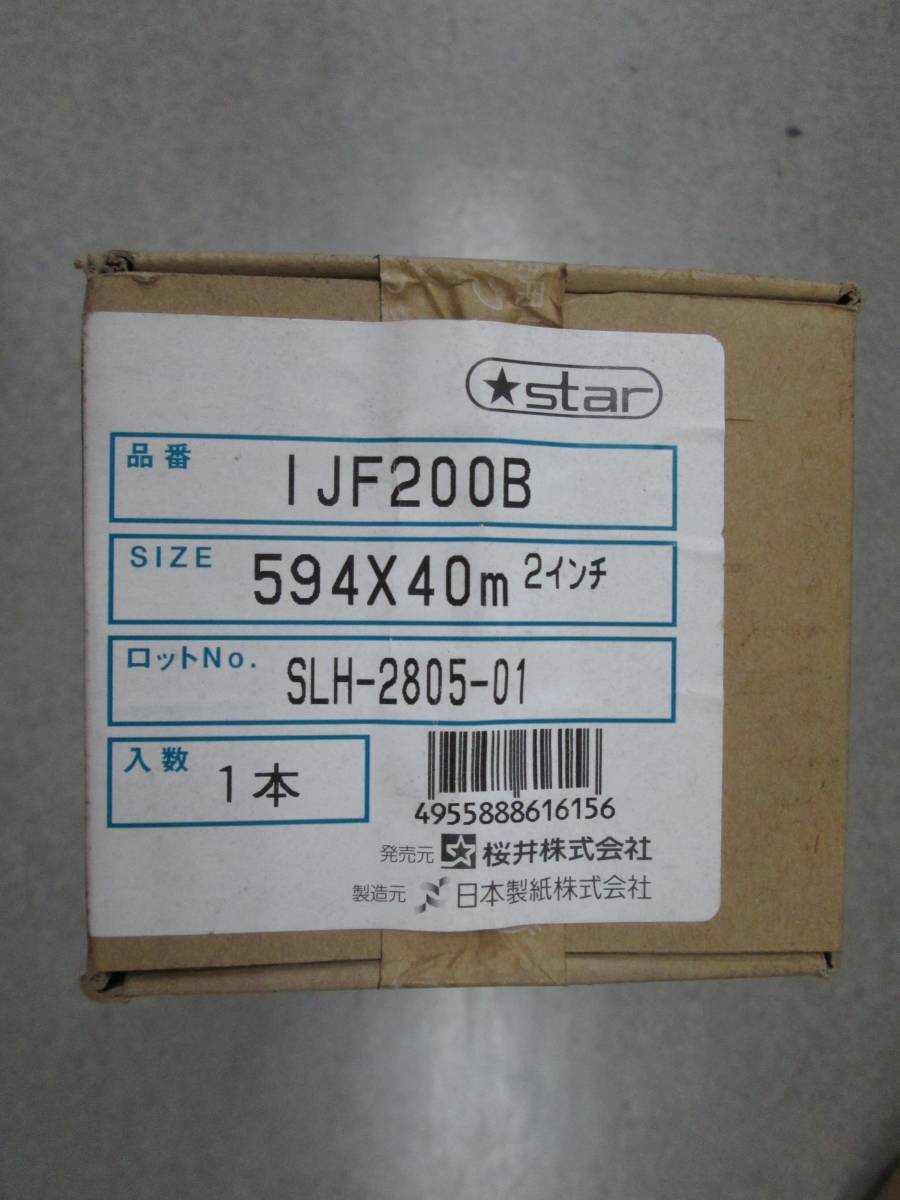 ★star
品番 IJF200B
SIZE 594X40m 2インチ
ロットNo. SLH-2805-01
入数 1本
4955888616156
発売元 桜井株式会社
製造元 日本製紙株式会社